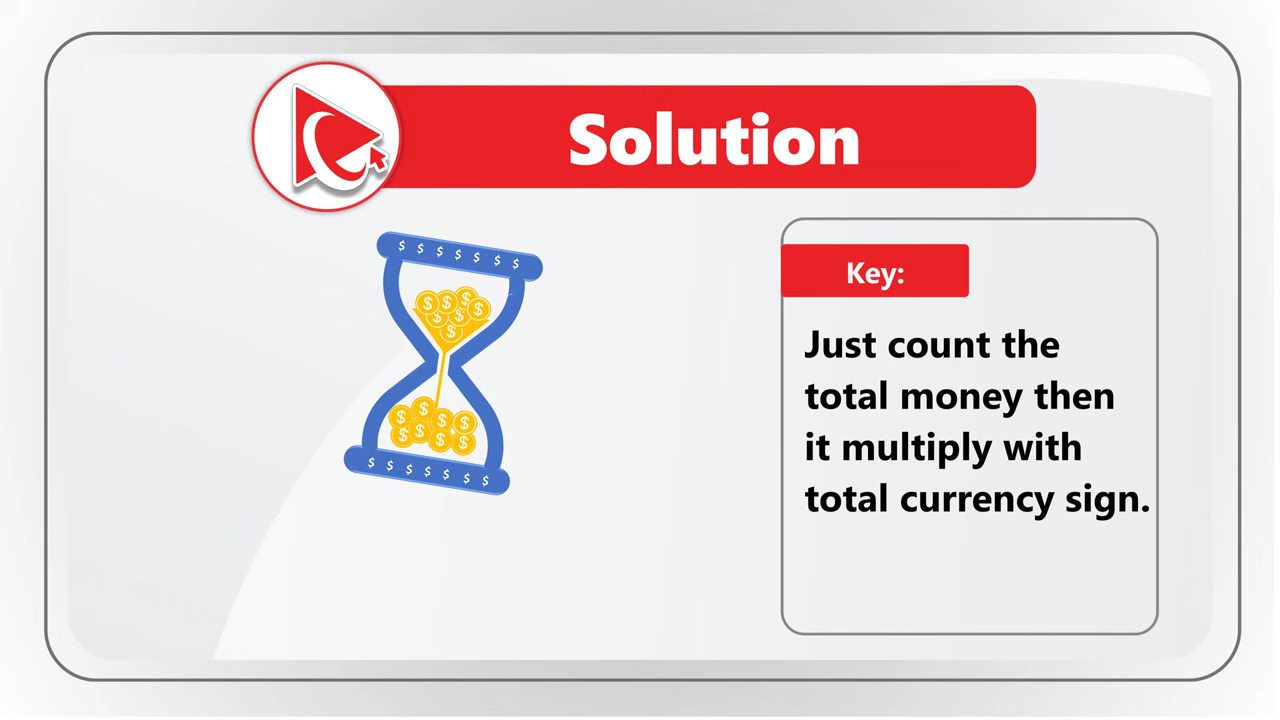 Solution
$ $ $ $ $ $ $
$ $ $ $
$ $
$
$ $ $ $
$ $ $ $
$ $ $ $ $ $ $
Key:
Just count the
total money then
it multiply with
total currency sign.